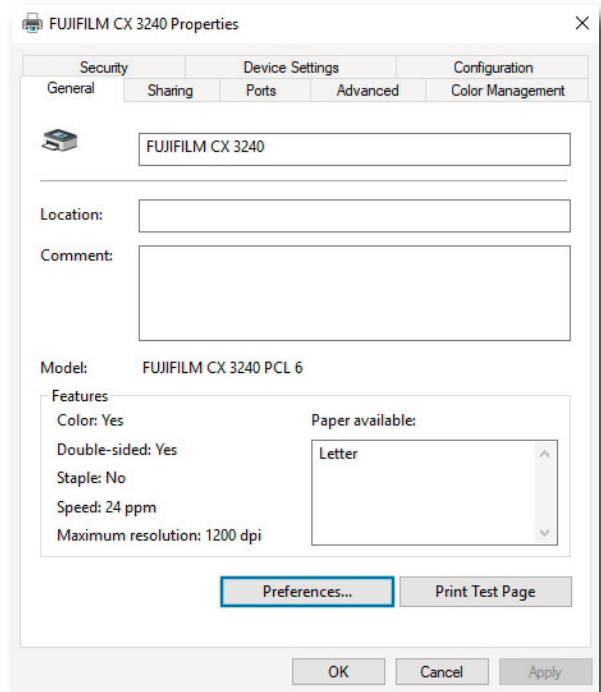 FUJIFILM CX 3240 Properties
Security Device Settings Configuration
General Sharing Ports Advanced Color Management
FUJIFILM CX 3240
Location:
Comment:
Model: FUJIFILM CX 3240 PCL 6
Features
Color: Yes
Paper available:
Double-sided: Yes
Letter
Staple: No
Speed: 24 ppm
Maximum resolution: 1200 dpi
Preferences... Print Test Page
OK Cancel Apply